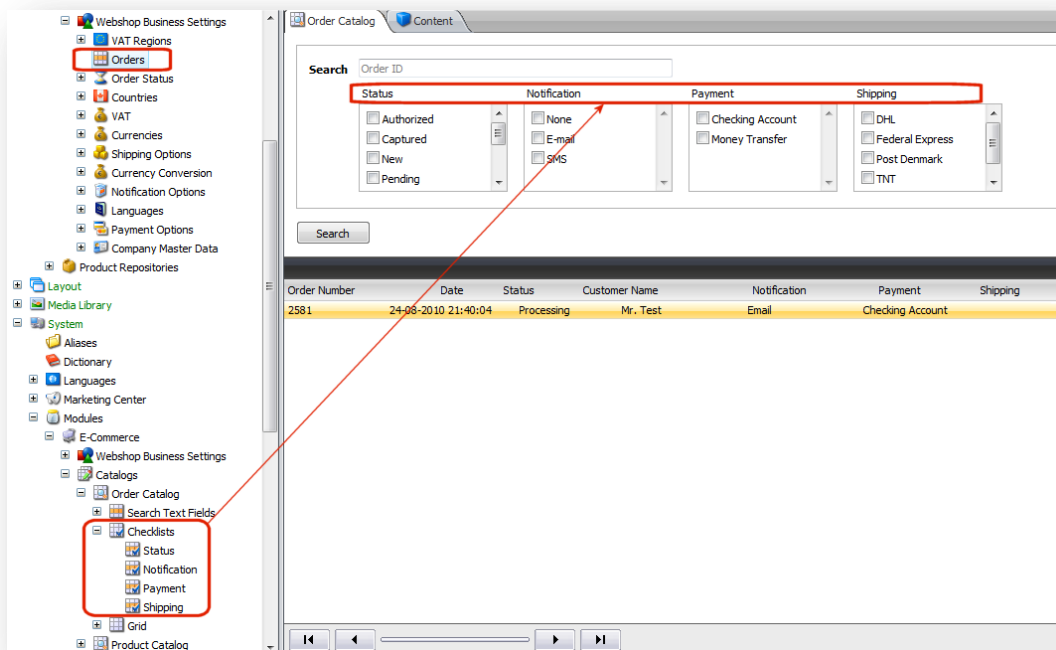 Webshop Business Settings
VAT Regions
Orders
Order Status
Countries
VAT
Currencies
Shipping Options
Currency Conversion
Notification Options
Languages
Payment Options
Company Master Data
Product Repositories
Layout
Media Library
System
Aliases
Dictionary
Languages
Marketing Center
Modules
E-Commerce
Webshop Business Settings
Catalogs
Order Catalog
Search Text Fields
Checklists
Status
Notification
Payment
Shipping
Grid
Product Catalog
Order Catalog Content
Search Order ID
Status Notification Payment Shipping
Authorized None Checking Account DHL
Captured E-mail Money Transfer Federal Express
New SMS Post Denmark
Pending TNT
Search
Order Number Date Status Customer Name Notification Payment Shipping
2581 24-08-2010 21:40:04 Processing Mr. Test Email Checking Account